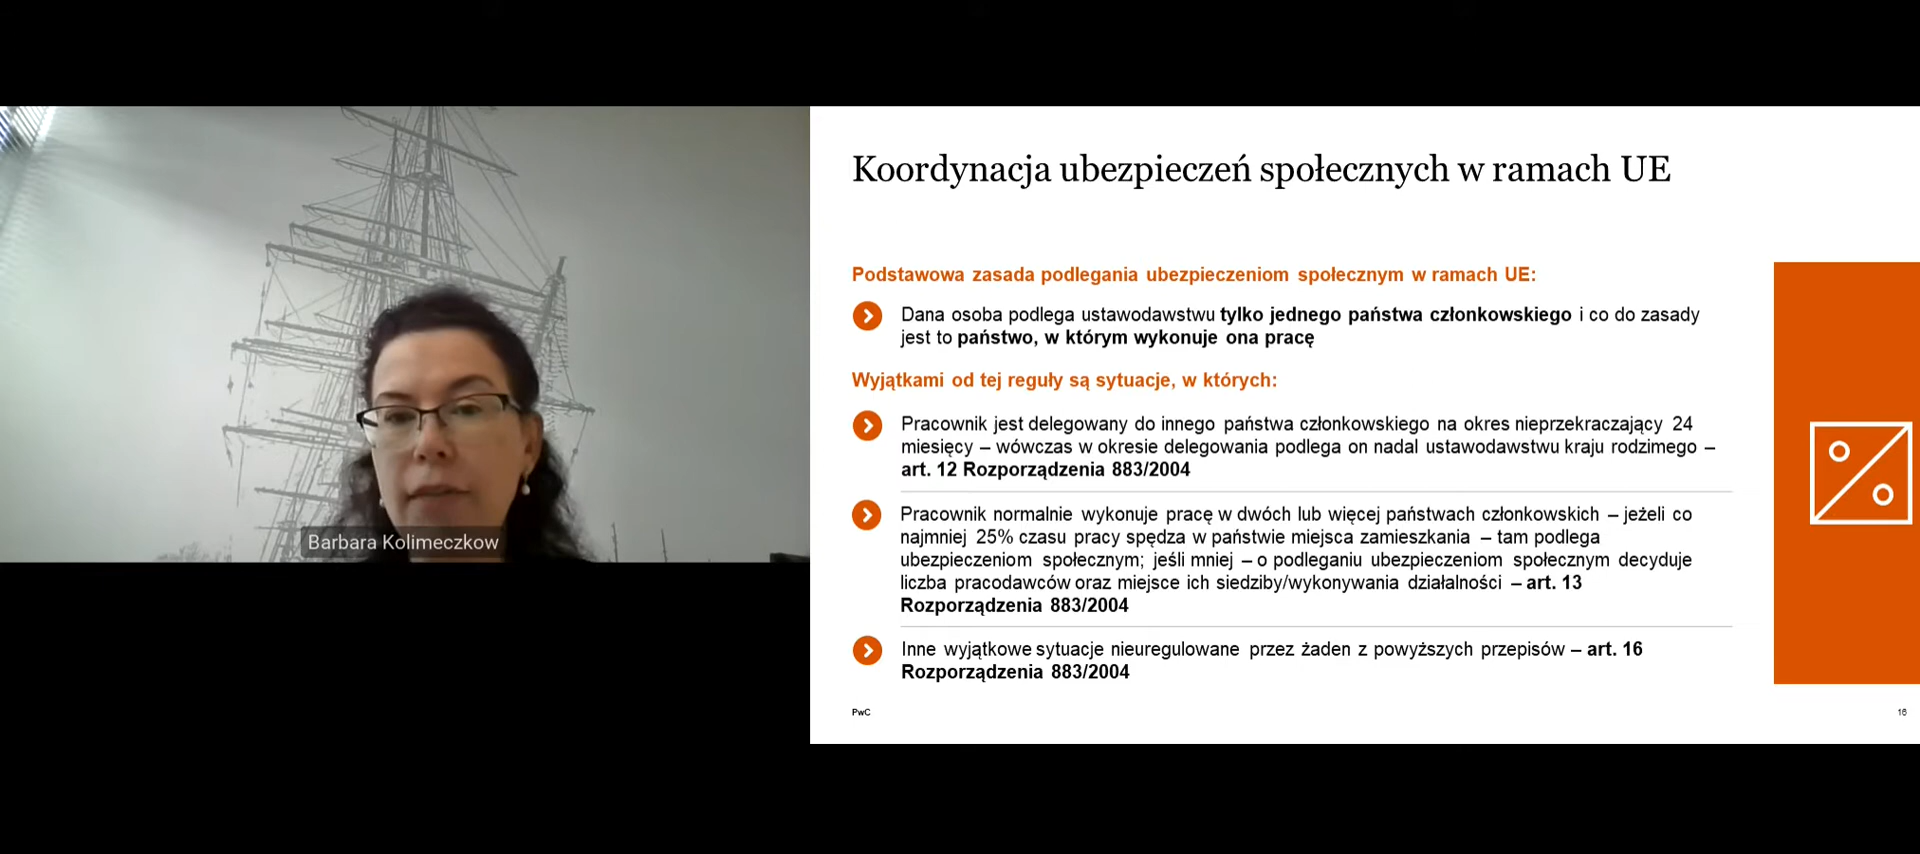 Barbara Kolimeczkow
Koordynacja ubezpieczeń społecznych w ramach UE
Podstawowa zasada podlegania ubezpieczeniom społecznym w ramach UE:
Dana osoba podlega ustawodawstwu tylko jednego państwa członkowskiego i co do zasady
jest to państwo, w którym wykonuje ona pracę
Wyjątkami od tej reguły są sytuacje, w których:
Pracownik jest delegowany do innego państwa członkowskiego na okres nieprzekraczający 24
miesięcy – wówczas w okresie delegowania podlega on nadal ustawodawstwu kraju rodzimego –
art. 12 Rozporządzenia 883/2004
Pracownik normalnie wykonuje pracę w dwóch lub więcej państwach członkowskich – jeżeli co
najmniej 25% czasu pracy spędza w państwie miejsca zamieszkania – tam podlega
ubezpieczeniom społecznym; jeśli mniej – o podleganiu ubezpieczeniom społecznym decyduje
liczba pracodawców oraz miejsce ich siedziby/wykonywania działalności – art. 13
Rozporządzenia 883/2004
Inne wyjątkowe sytuacje nieuregulowane przez żaden z powyższych przepisów – art. 16
Rozporządzenia 883/2004
PwC
16